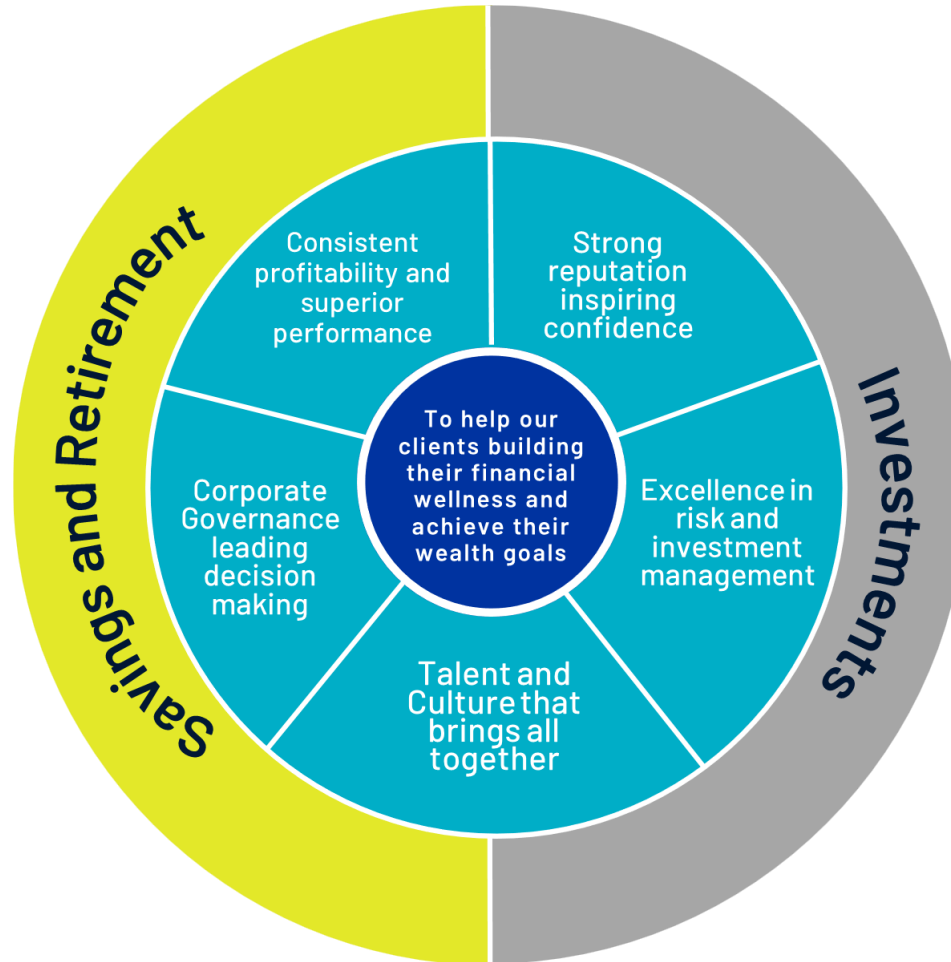 Savings and Retirement
Investments
Consistent
profitability and
superior
performance
Strong
reputation
inspiring
confidence
To help our
clients building
their financial
wellness and
achieve their
wealth goals
Corporate
Governance
leading
decision
making
Excellence in
risk and
investment
management
Talent and
Culture that
brings all
together